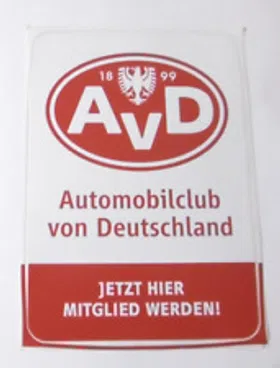 18 99
AvD
Automobilclub
von Deutschland
JETZT HIER
MITGLIED WERDEN!